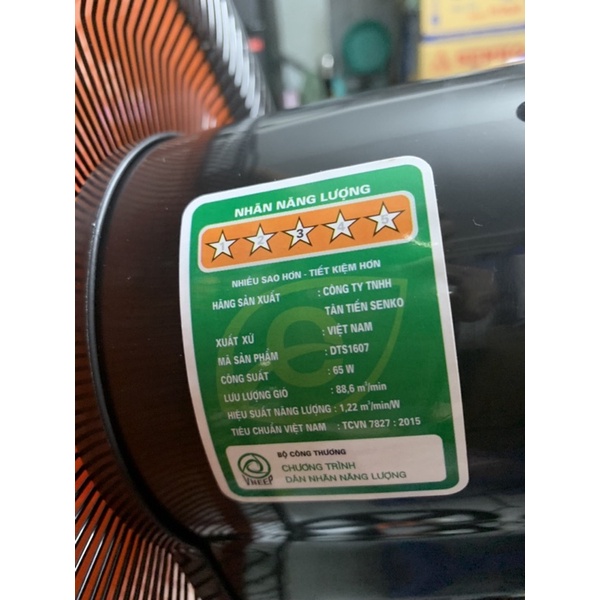 NHÃN NĂNG LƯỢNG
1 2 3 4 5
NHIỀU SAO HƠN - TIẾT KIỆM HƠN
HÃNG SẢN XUẤT : CÔNG TY TNHH
TÂN TIẾN SENKO
XUẤT XỨ : VIỆT NAM
MÃ SẢN PHẨM : DTS1607
CÔNG SUẤT : 65 W
LƯU LƯỢNG GIÓ : 88,6 m³/min
HIỆU SUẤT NĂNG LƯỢNG : 1,22 m³/min/W
TIÊU CHUẨN VIỆT NAM : TCVN 7827 : 2015
BỘ CÔNG THƯƠNG
CHƯƠNG TRÌNH
DÁN NHÃN NĂNG LƯỢNG
VNEEP